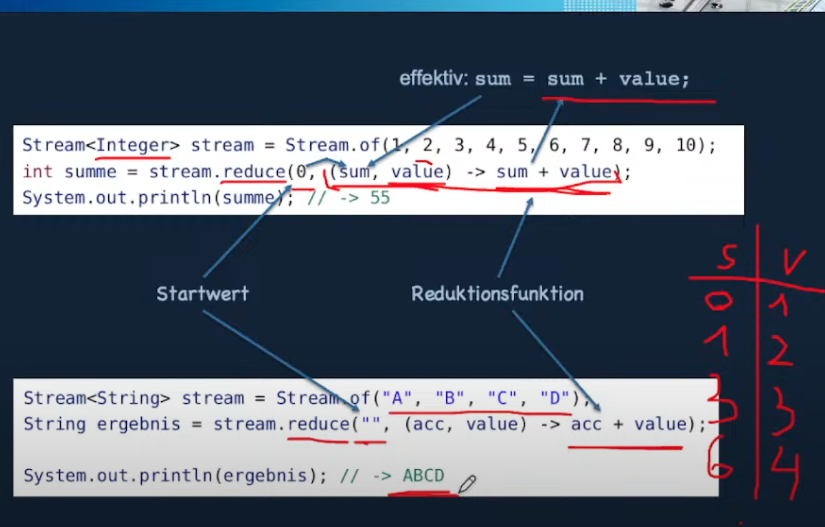 effektiv: sum = sum + value;
Stream<Integer> stream = Stream.of(1, 2, 3, 4, 5, 6, 7, 8, 9, 10);
int summe = stream.reduce(0, (sum, value) -> sum + value);
System.out.println(summe); // -> 55
Startwert
Reduktionsfunktion
Stream<String> stream = Stream.of("A", "B", "C", "D");
String ergebnis = stream.reduce("", (acc, value) -> acc + value);
System.out.println(ergebnis); // -> ABCD
S V
0 1
1 2
3 3
6 4